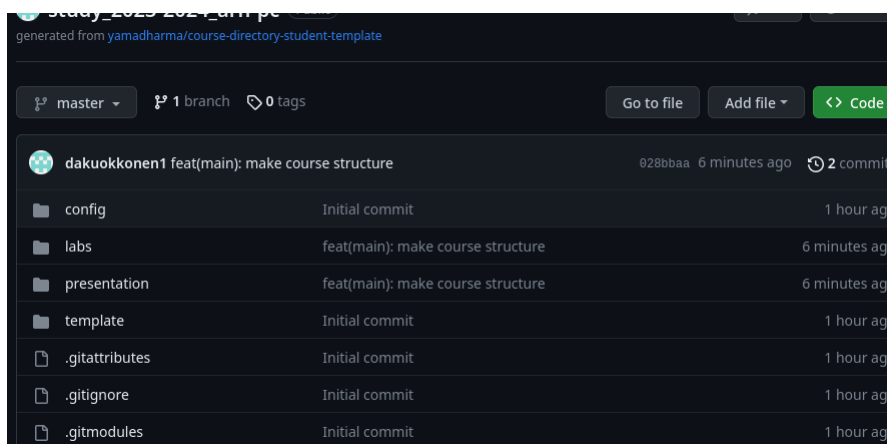 generated from yamadharma/course-directory-student-template
master 1 branch 0 tags Go to file Add file <> Code
dakuokkonen1 feat(main): make course structure 028bbaa 6 minutes ago 2 commit
config Initial commit 1 hour ag
labs feat(main): make course structure 6 minutes ag
presentation feat(main): make course structure 6 minutes ag
template Initial commit 1 hour ag
.gitattributes Initial commit 1 hour ag
.gitignore Initial commit 1 hour ag
.gitmodules Initial commit 1 hour ag